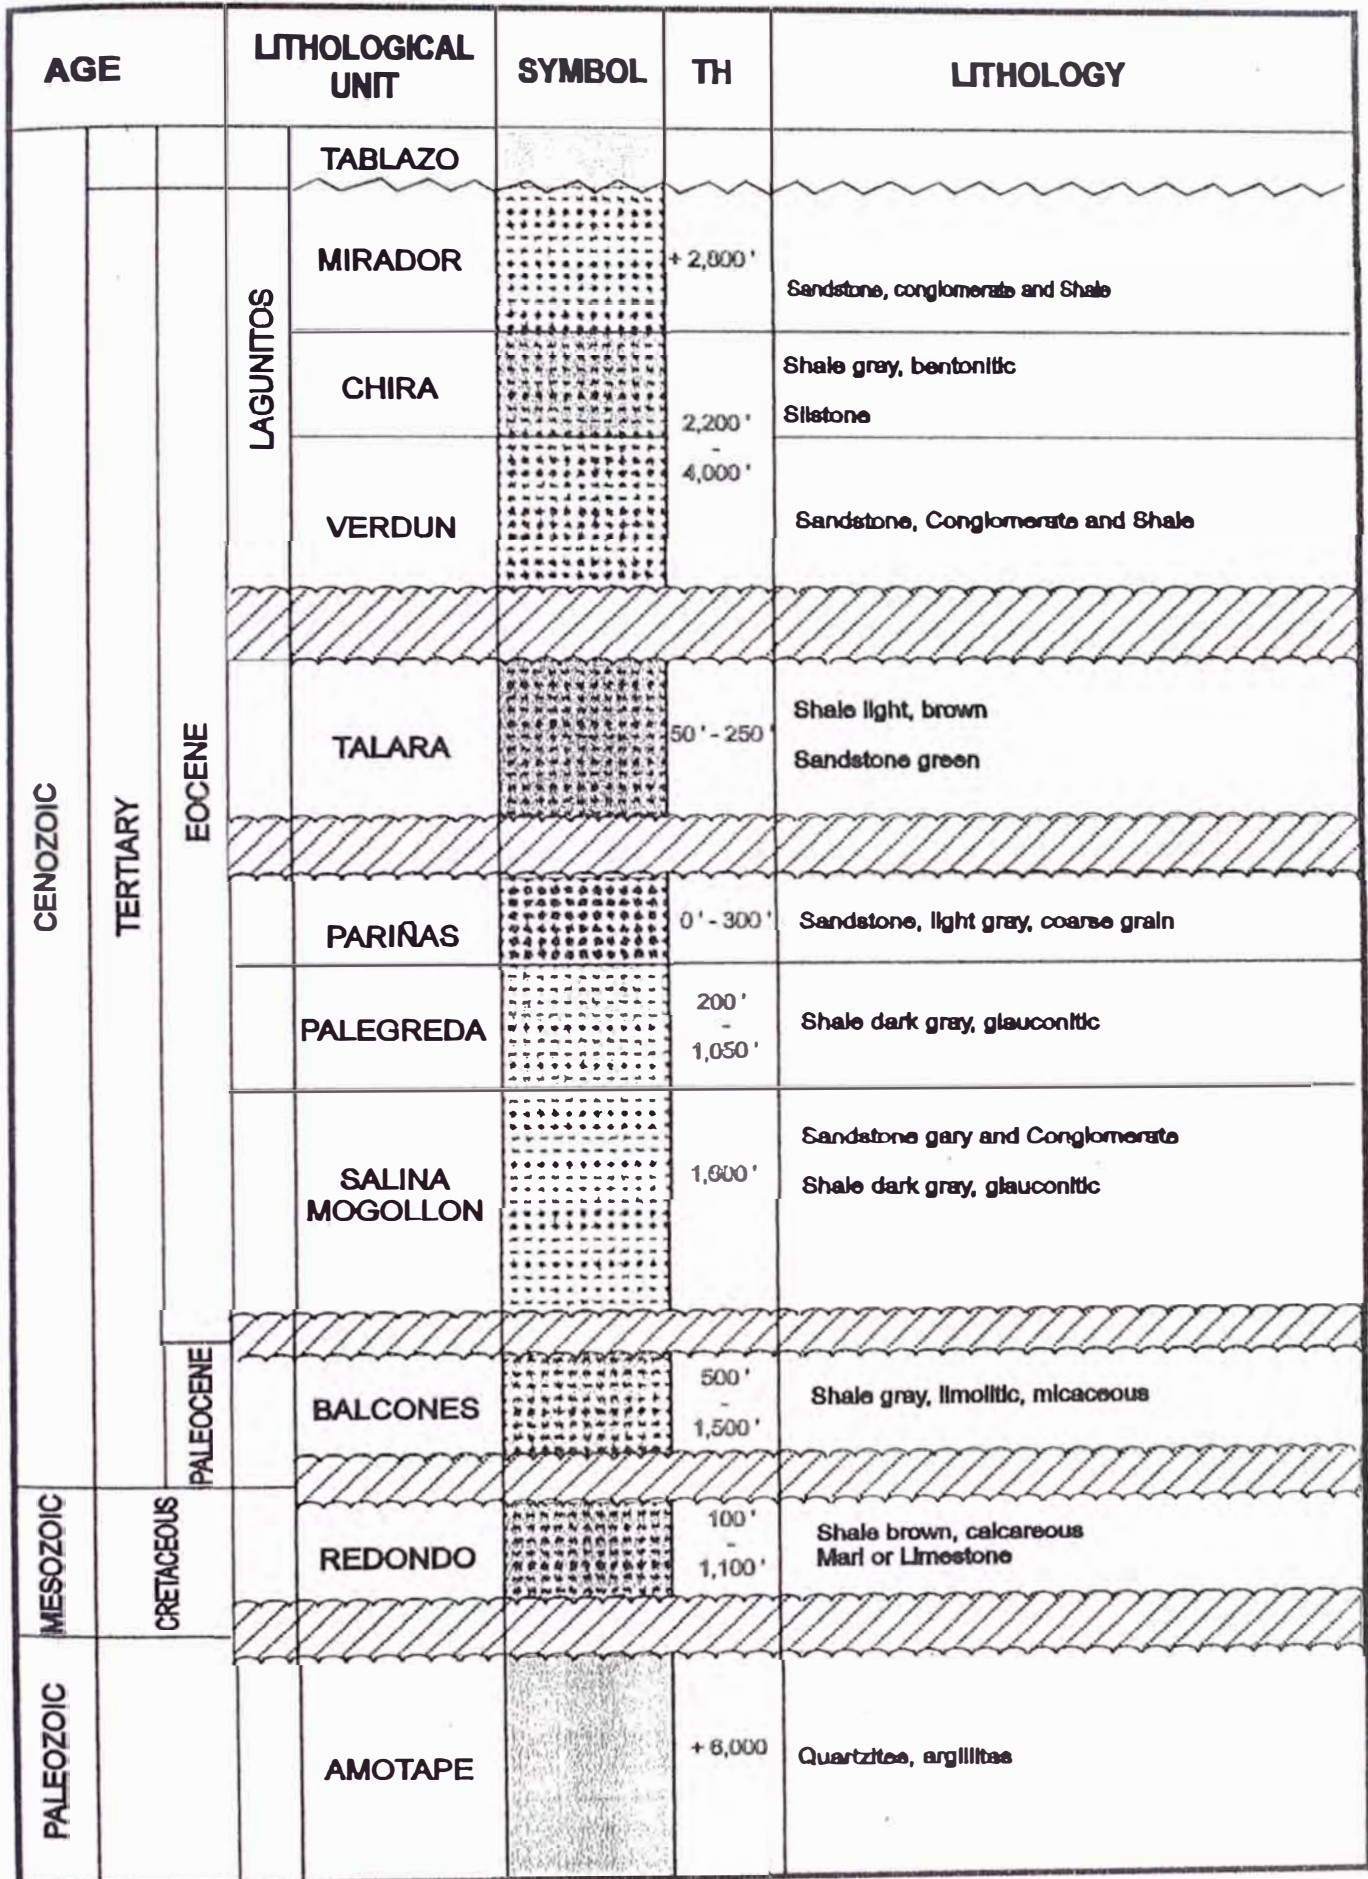 AGE
LITHOLOGICAL
UNIT
SYMBOL
TH
LITHOLOGY
CENOZOIC
TERTIARY
EOCENE
LAGUNITOS
TABLAZO
MIRADOR
Sandstone, conglomerate and Shale
CHIRA
Shale gray, bentonitic
Silstone
2,200'
-
4,000'
VERDUN
Sandstone, Conglomerate and Shale
TALARA
50' - 250'
Shale light, brown
Sandstone green
PARIÑAS
0' - 300'
Sandstone, light gray, coarse grain
PALEGREDA
200'
-
1,050'
Shale dark gray, glauconitic
SALINA
MOGOLLON
Sandstone gary and Conglomerate
Shale dark gray, glauconitic
PALEOCENE
BALCONES
500'
-
1,500'
Shale gray, limolitic, micaceous
MESOZOIC
CRETACEOUS
REDONDO
100'
-
1,100'
Shale brown, calcareous
Marl or Limestone
PALEOZOIC
AMOTAPE
+ 6,000
Quartzites, argillites